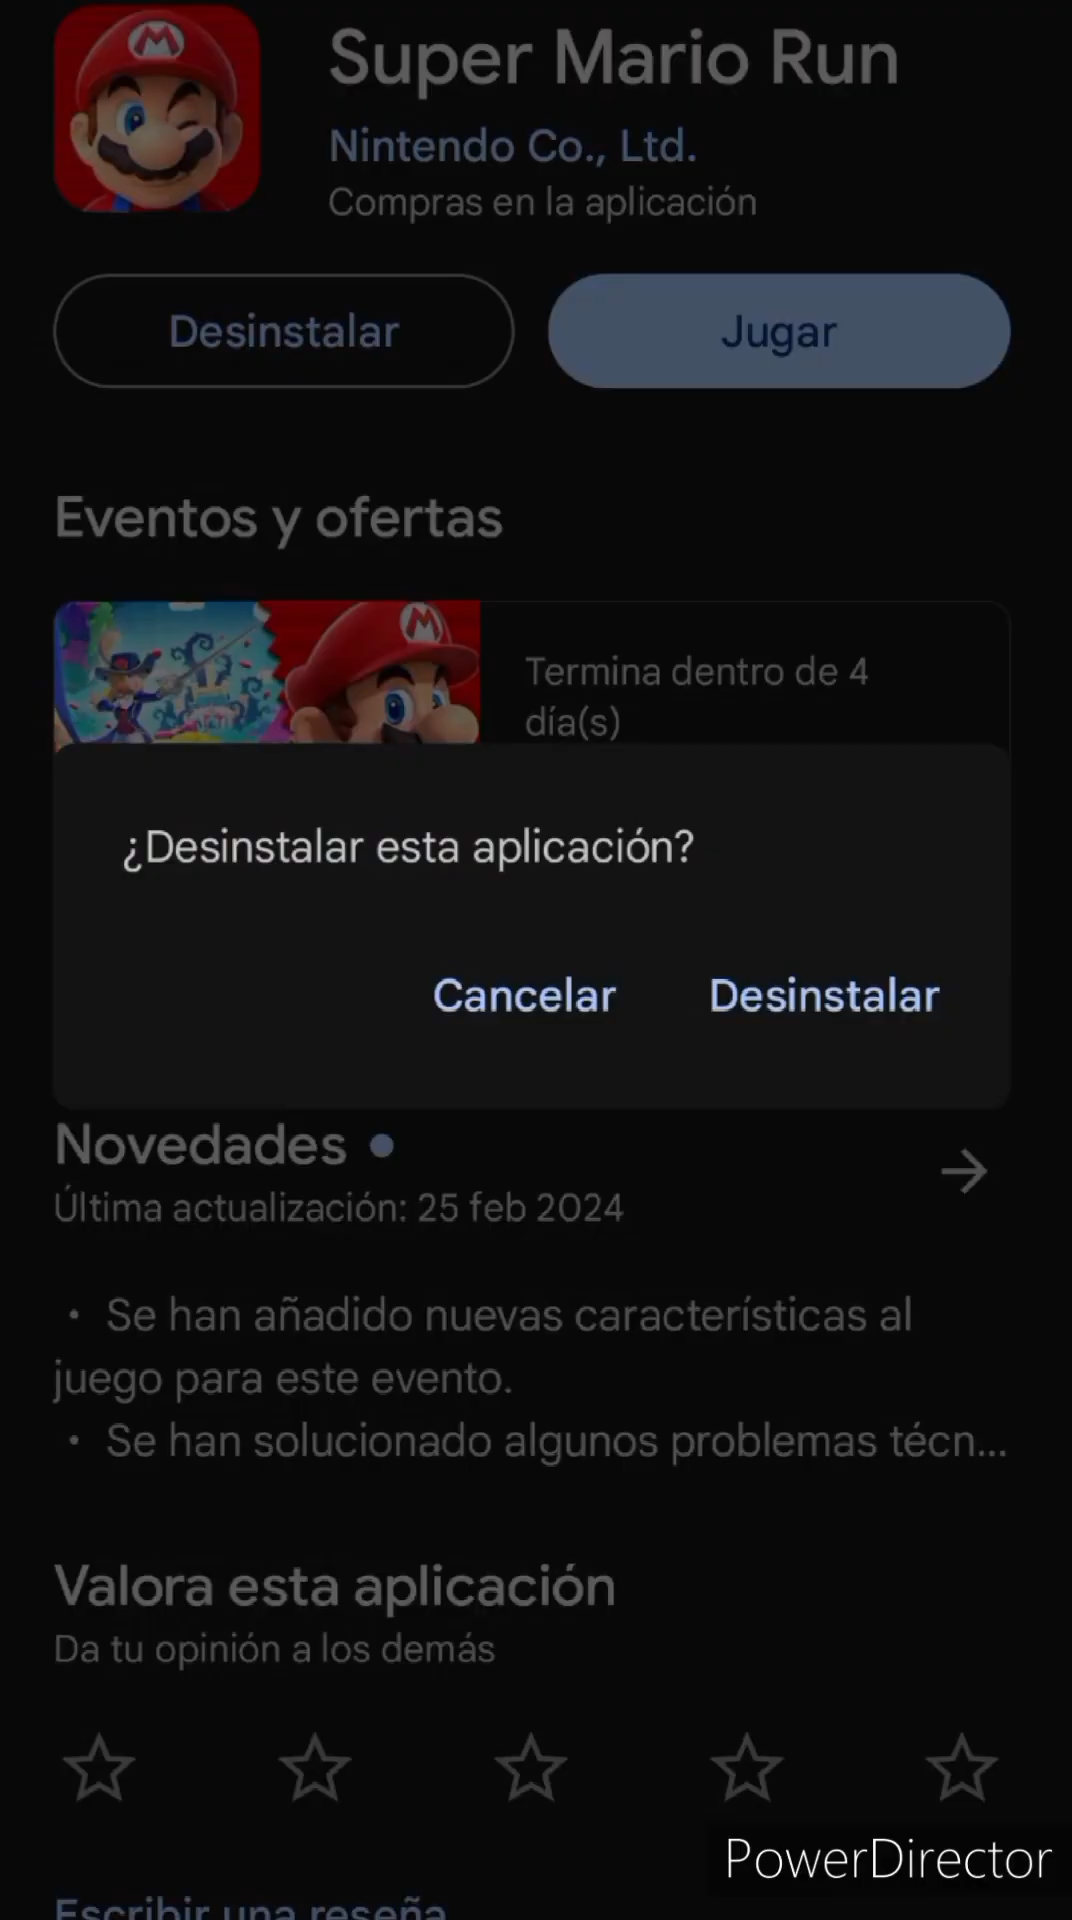 Super Mario Run
Nintendo Co., Ltd.
Compras en la aplicación
Desinstalar
Jugar
Eventos y ofertas
Termina dentro de 4
día(s)
¿Desinstalar esta aplicación?
Cancelar
Desinstalar
Novedades
Última actualización: 25 feb 2024
• Se han añadido nuevas características al
juego para este evento.
• Se han solucionado algunos problemas técn...
Valora esta aplicación
Da tu opinión a los demás
PowerDirector
Escribir una reseña